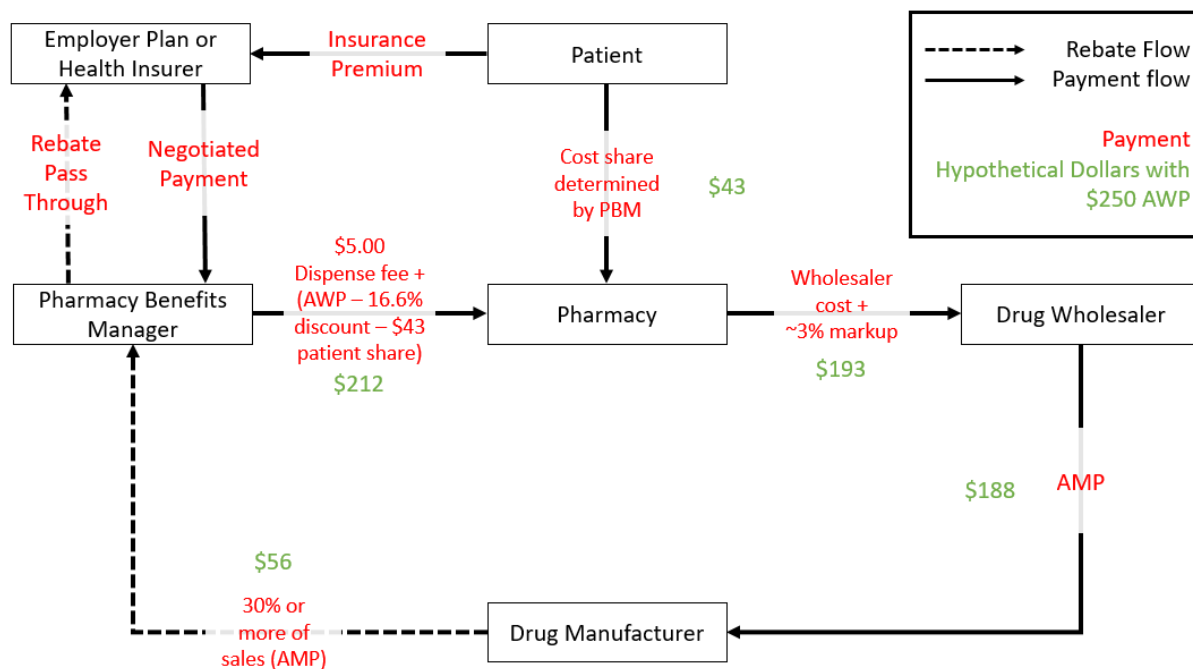 Employer Plan or
Health Insurer
Insurance
Premium
Patient
Rebate Flow
Payment flow
Payment
Hypothetical Dollars with
$250 AWP
Rebate
Pass
Through
Negotiated
Payment
Cost share
determined
by PBM
$43
Pharmacy Benefits
Manager
$5.00
Dispense fee +
(AWP – 16.6%
discount – $43
patient share)
$212
Pharmacy
Wholesaler
cost +
~3% markup
$193
Drug Wholesaler
$188
AMP
$56
30% or
more of
sales (AMP)
Drug Manufacturer